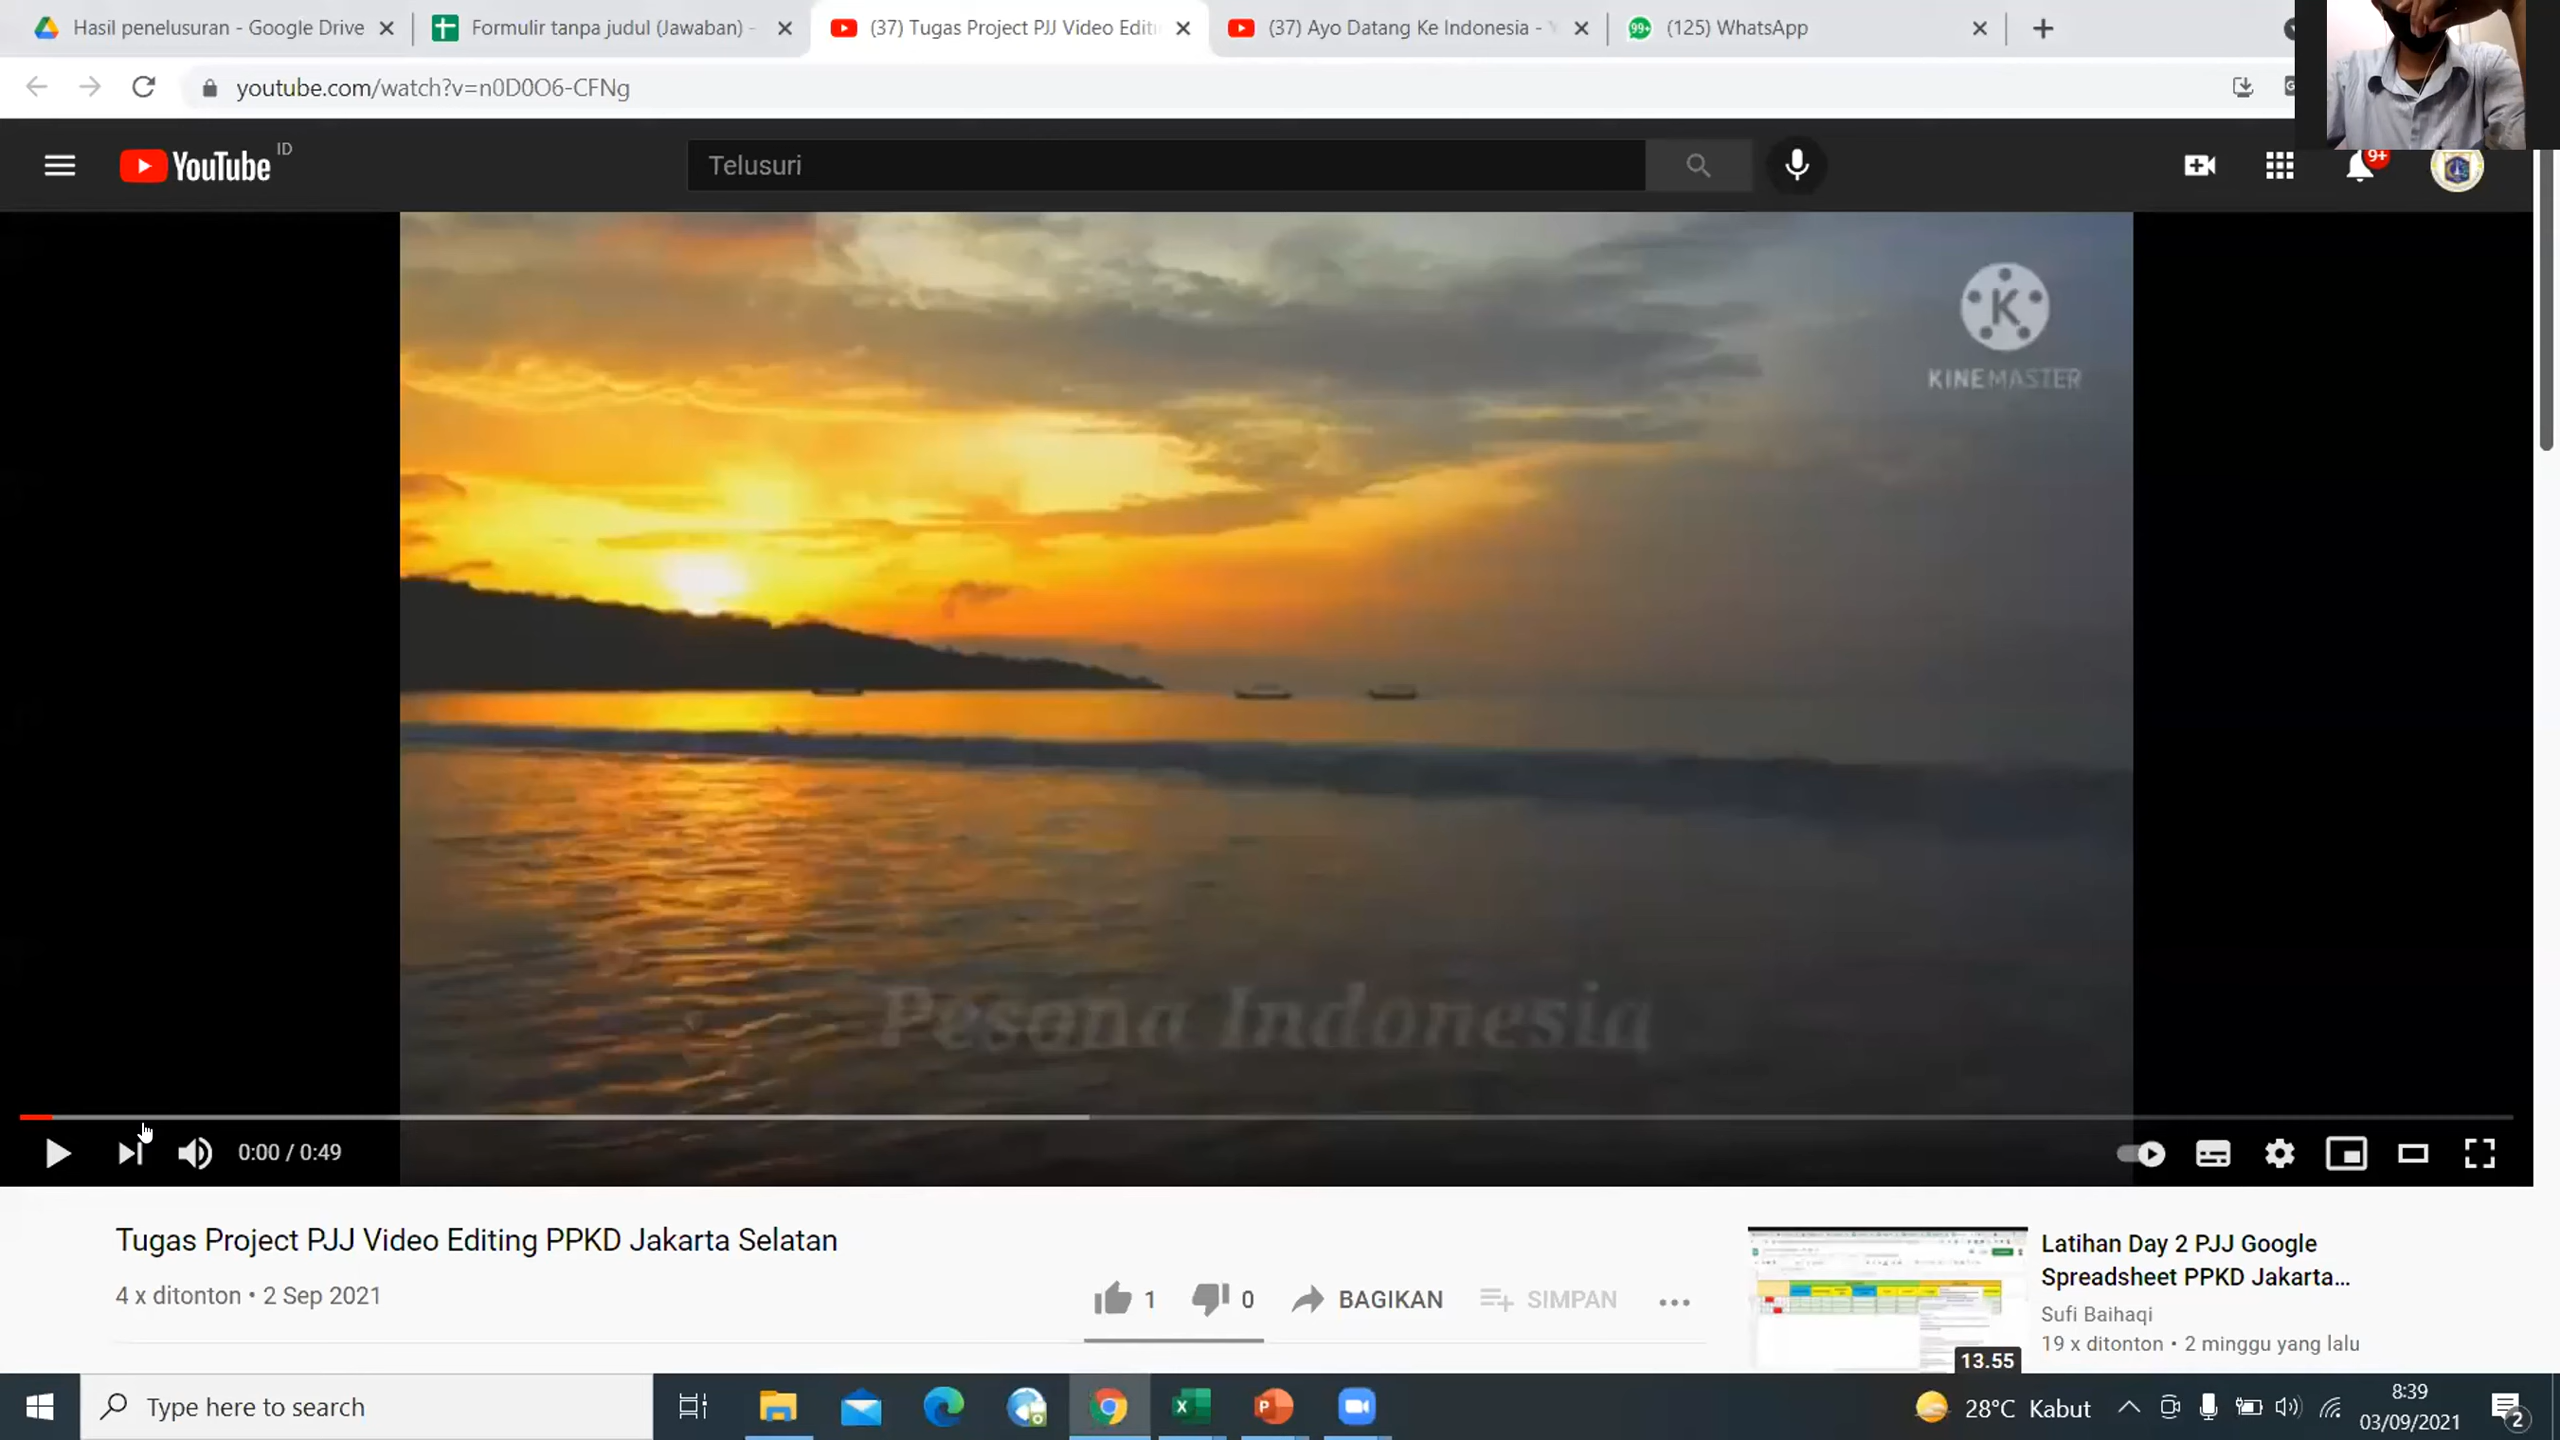 Hasil penelusuran - Google Drive
Formulir tanpa judul (Jawaban) -
(37) Tugas Project PJJ Video Editi
(37) Ayo Datang Ke Indonesia -
99+
(125) WhatsApp
youtube.com/watch?v=n0D0O6-CFNg
YouTube ID
Telusuri
9+
K
KINEMASTER
Pesona Indonesia
0:00 / 0:49
Tugas Project PJJ Video Editing PPKD Jakarta Selatan
4 x ditonton • 2 Sep 2021
1
0
BAGIKAN
SIMPAN
Latihan Day 2 PJJ Google
Spreadsheet PPKD Jakarta...
Sufi Baihaqi
19 x ditonton • 2 minggu yang lalu
13.55
Type here to search
28°C Kabut
8:39
03/09/2021
2